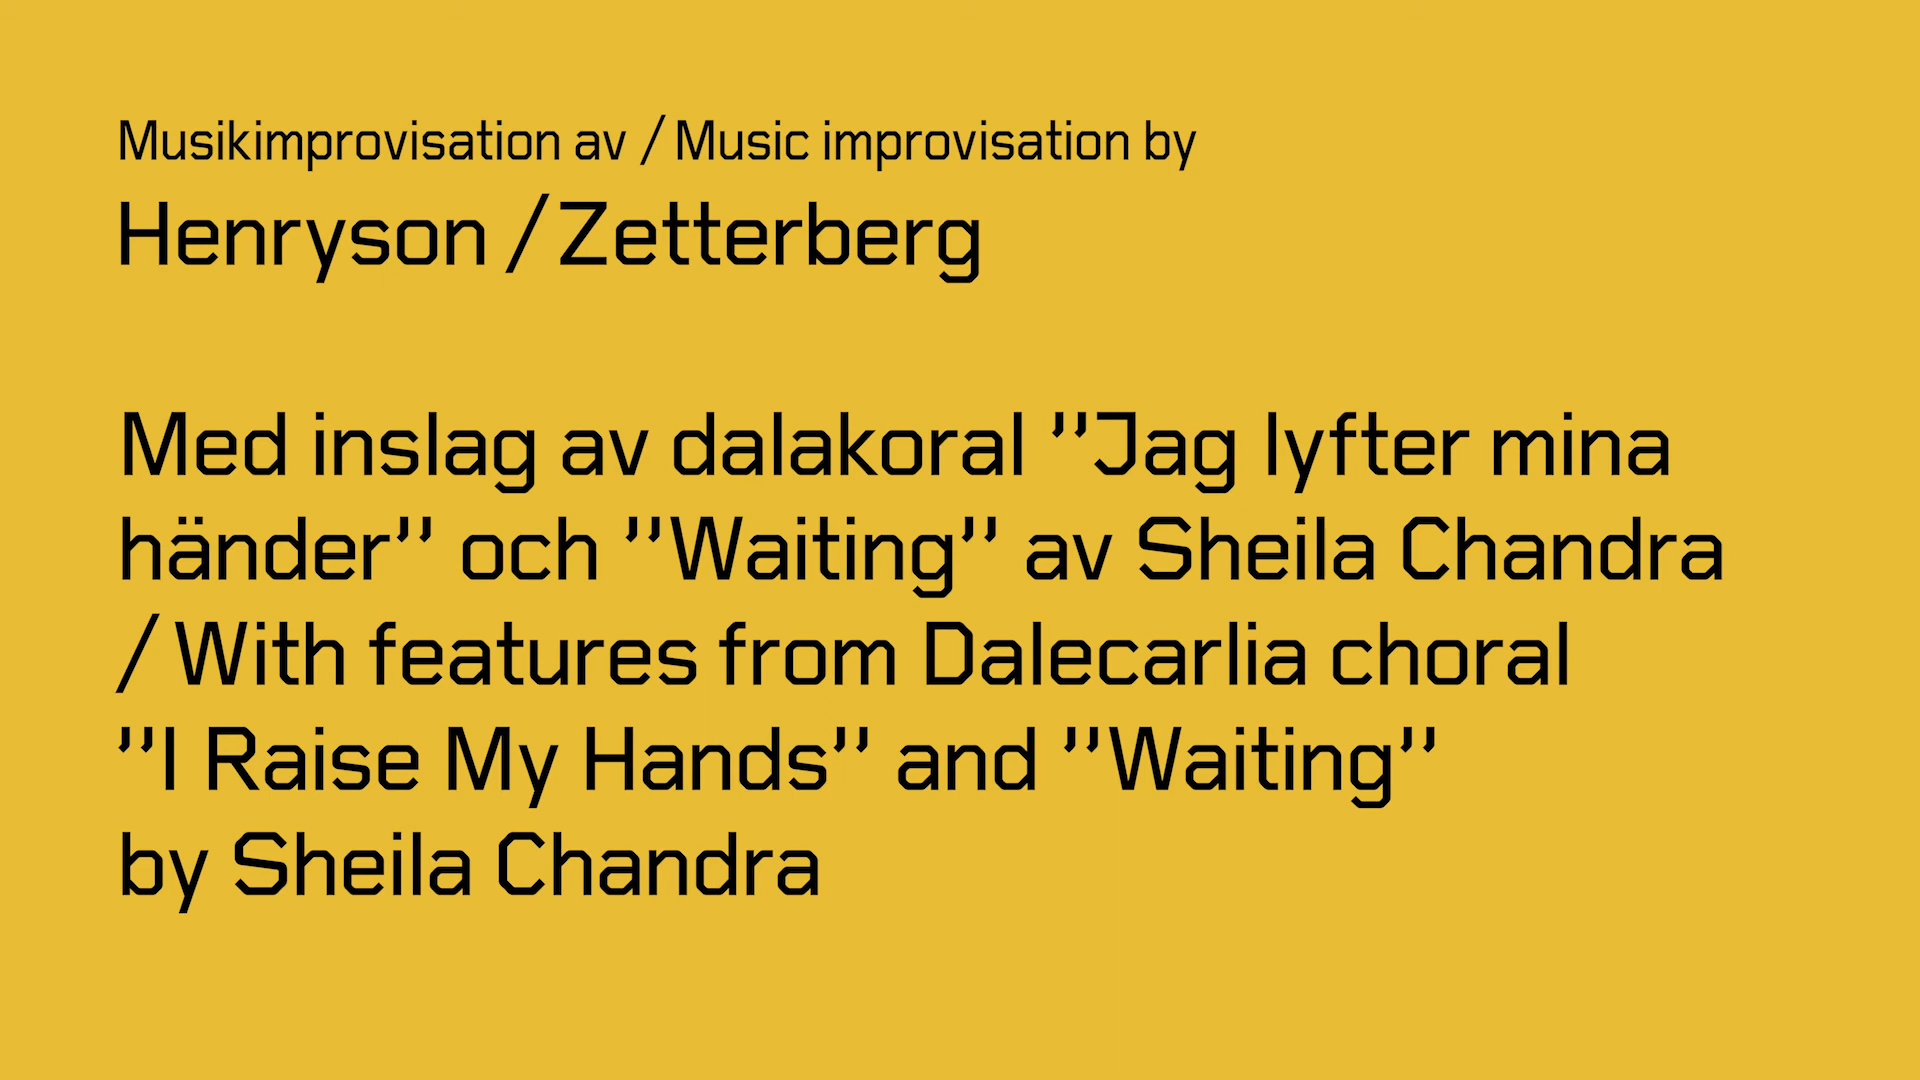 Musikimprovisation av / Music improvisation by
Henryson / Zetterberg
Med inslag av dalakoral ”Jag lyfter mina
händer” och ”Waiting” av Sheila Chandra
/ With features from Dalecarlia choral
”I Raise My Hands” and ”Waiting”
by Sheila Chandra